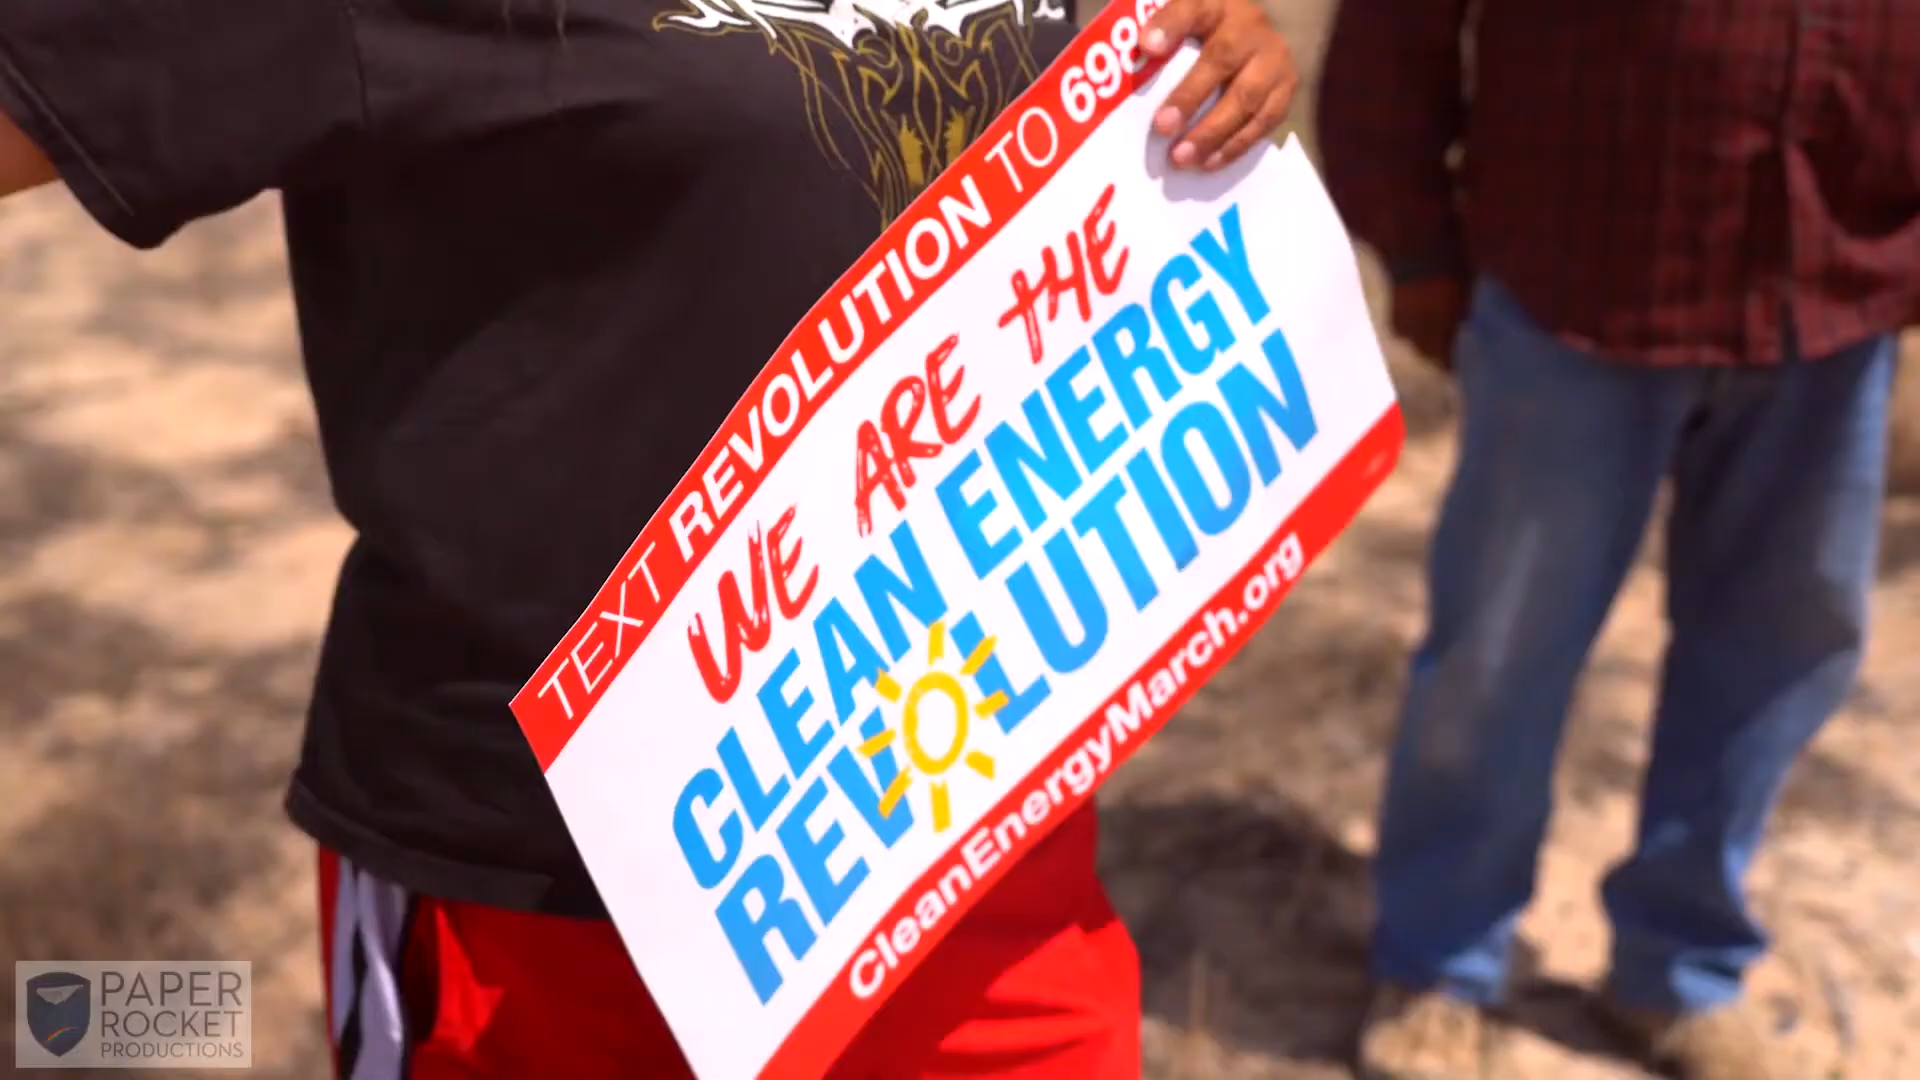 TEXT REVOLUTION TO
WE ARE THE
CLEAN ENERGY
REVOLUTION
CleanEnergyMarch.org
PAPER
ROCKET
PRODUCTIONS